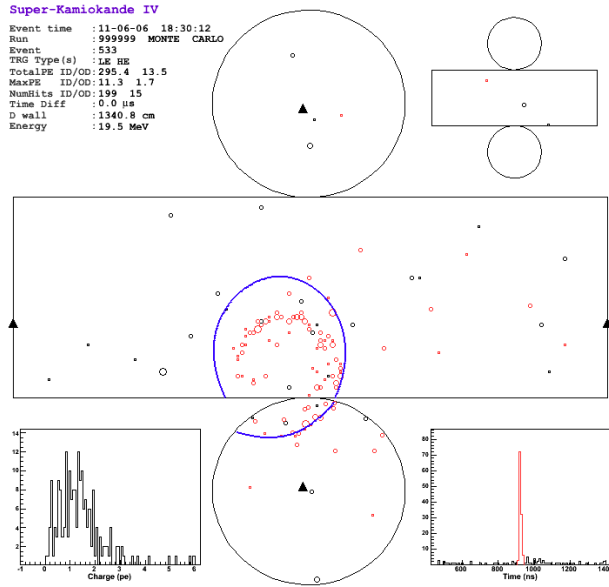 Super-Kamiokande IV
Event time :11-06-06 18:30:12
Run :999999 MONTE CARLO
Event :533
TRG Type(s) :LE HE
TotalPE ID/OD:295.4 13.5
MaxPE ID/OD:11.3 1.7
NumHits ID/OD:199 15
Time Diff :0.0 µs
D wall :1340.8 cm
Energy :19.5 MeV
14
12
10
8
6
4
2
-1 0 1 2 3 4 5 6
Charge (pe)
80
70
60
50
40
30
20
10
0
600 800 1000 1200 1400
Time (ns)